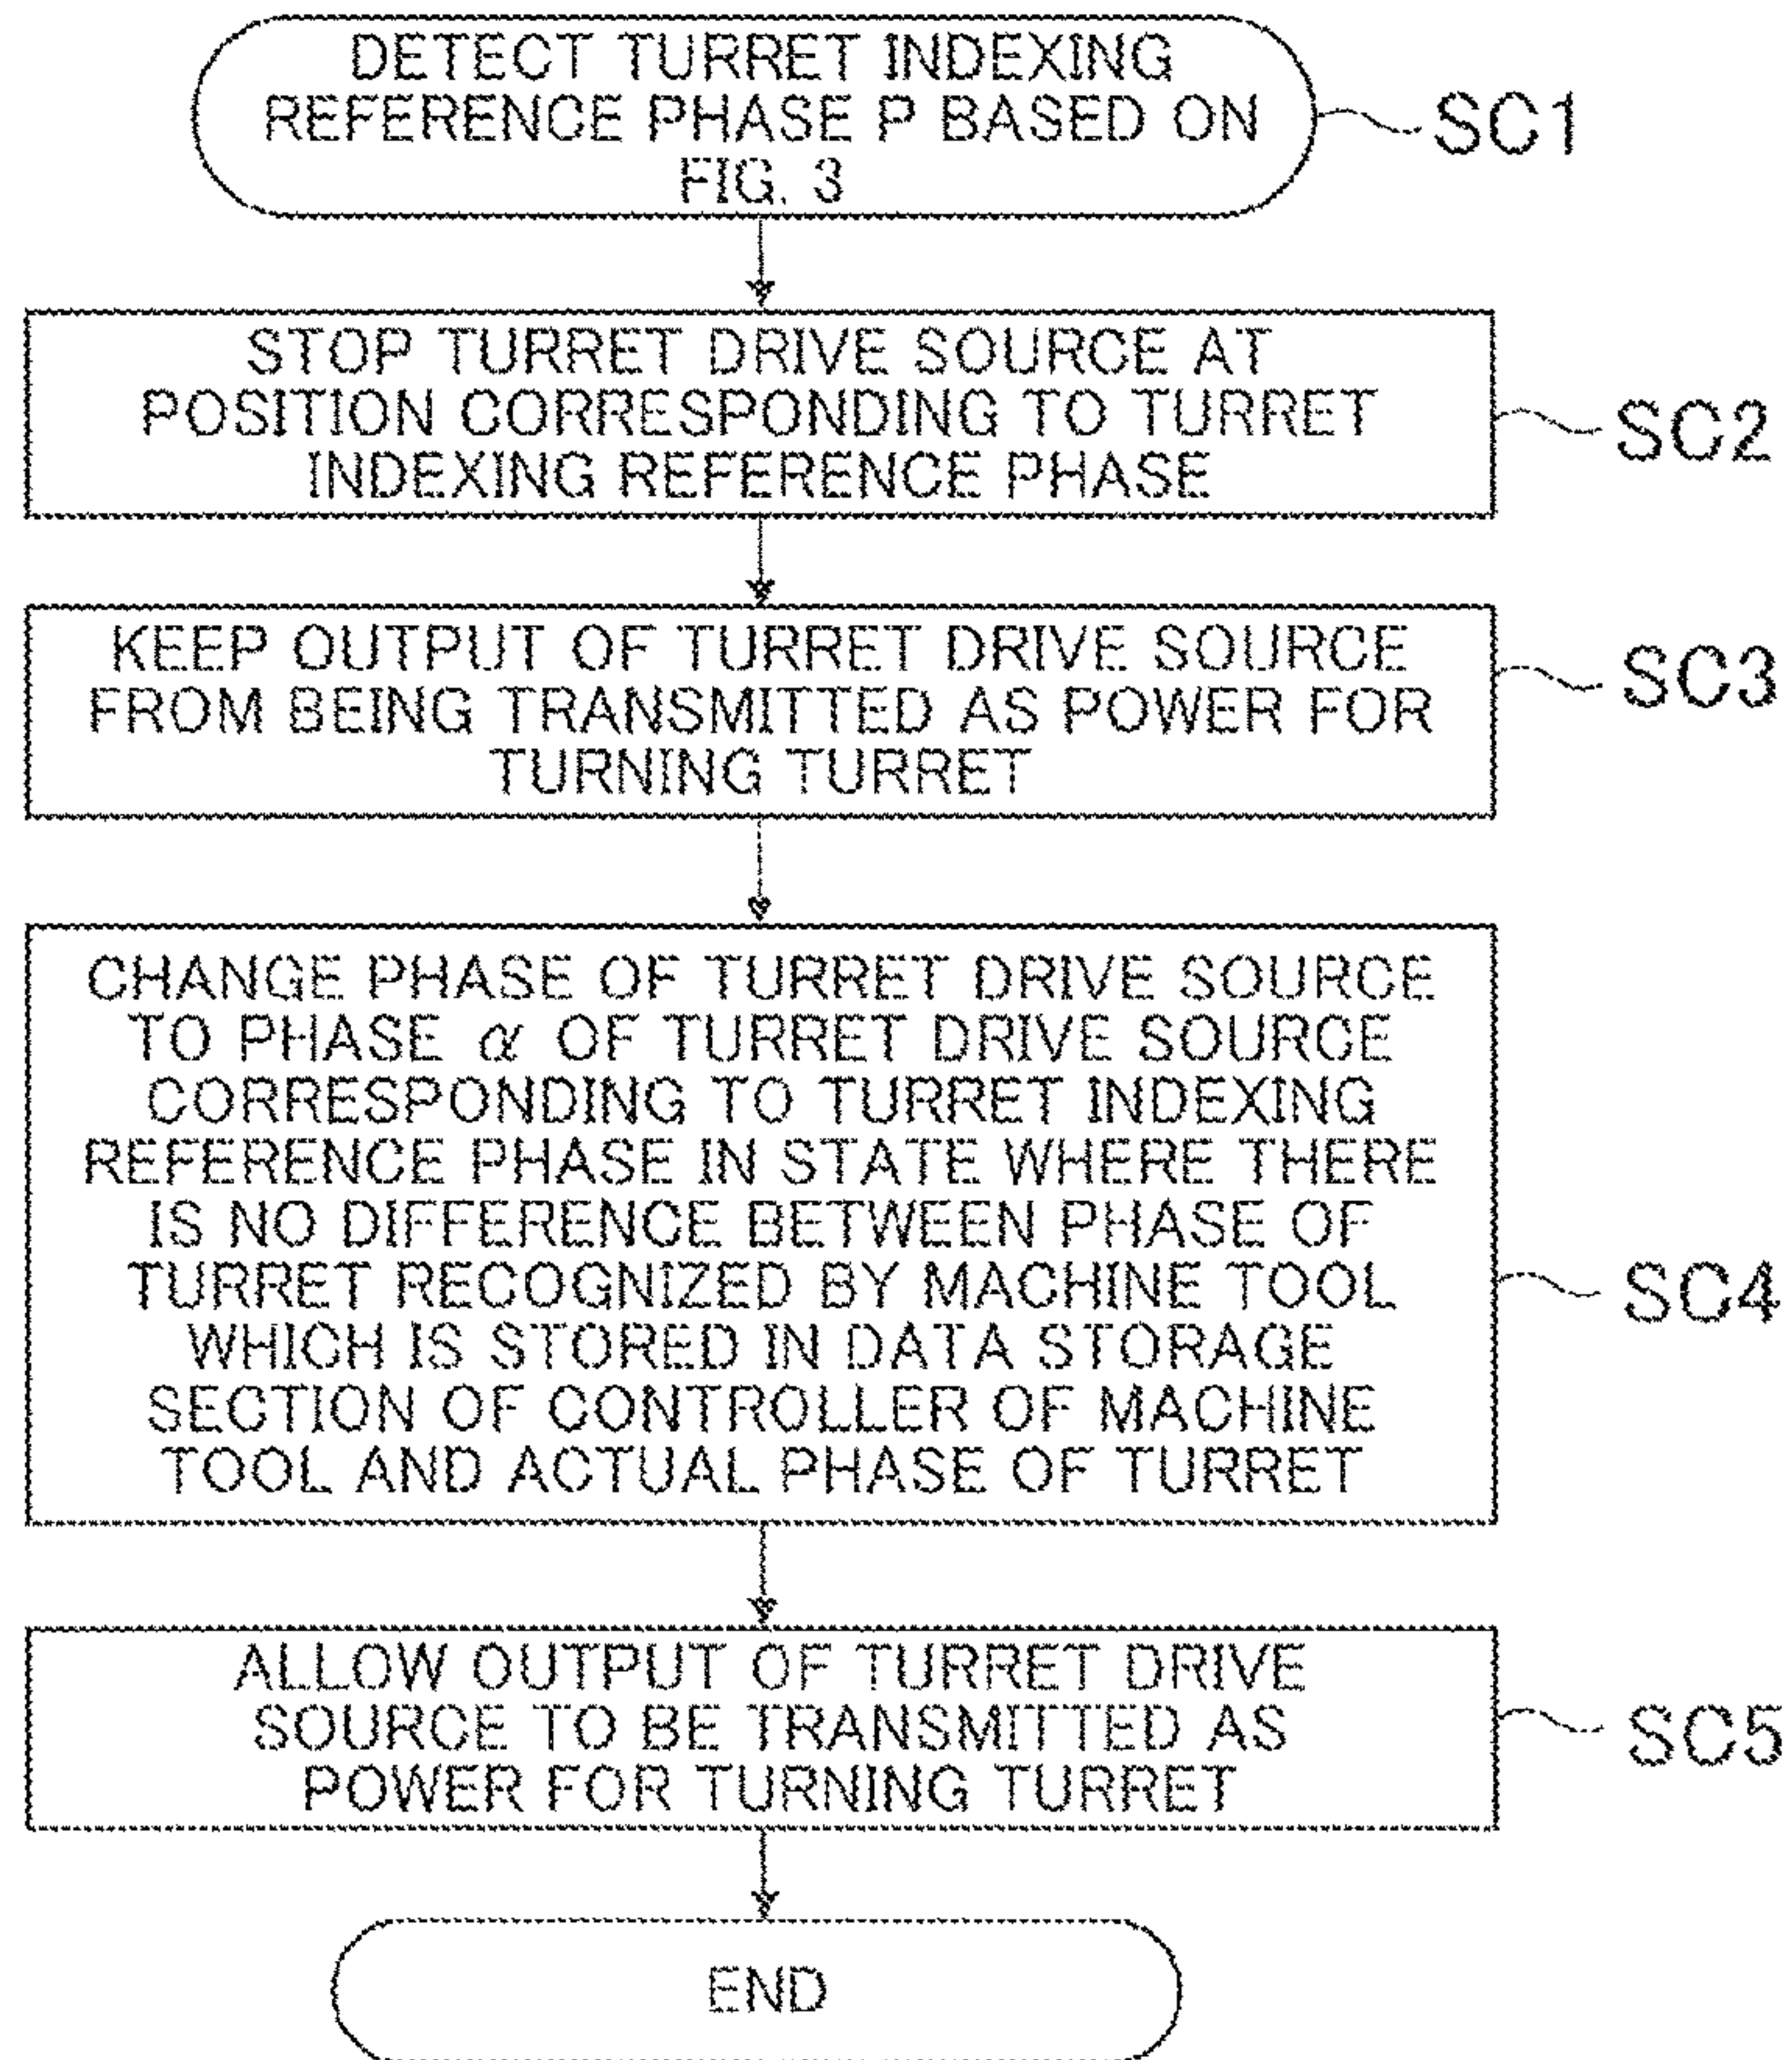 DETECT TURRET INDEXING
REFERENCE PHASE P BASED ON
FIG. 3
SC1
STOP TURRET DRIVE SOURCE AT
POSITION CORRESPONDING TO TURRET
INDEXING REFERENCE PHASE
SC2
KEEP OUTPUT OF TURRET DRIVE SOURCE
FROM BEING TRANSMITTED AS POWER FOR
TURNING TURRET
SC3
CHANGE PHASE OF TURRET DRIVE SOURCE
TO PHASE α OF TURRET DRIVE SOURCE
CORRESPONDING TO TURRET INDEXING
REFERENCE PHASE IN STATE WHERE THERE
IS NO DIFFERENCE BETWEEN PHASE OF
TURRET RECOGNIZED BY MACHINE TOOL
WHICH IS STORED IN DATA STORAGE
SECTION OF CONTROLLER OF MACHINE
TOOL AND ACTUAL PHASE OF TURRET
SC4
ALLOW OUTPUT OF TURRET DRIVE
SOURCE TO BE TRANSMITTED AS
POWER FOR TURNING TURRET
SC5
END